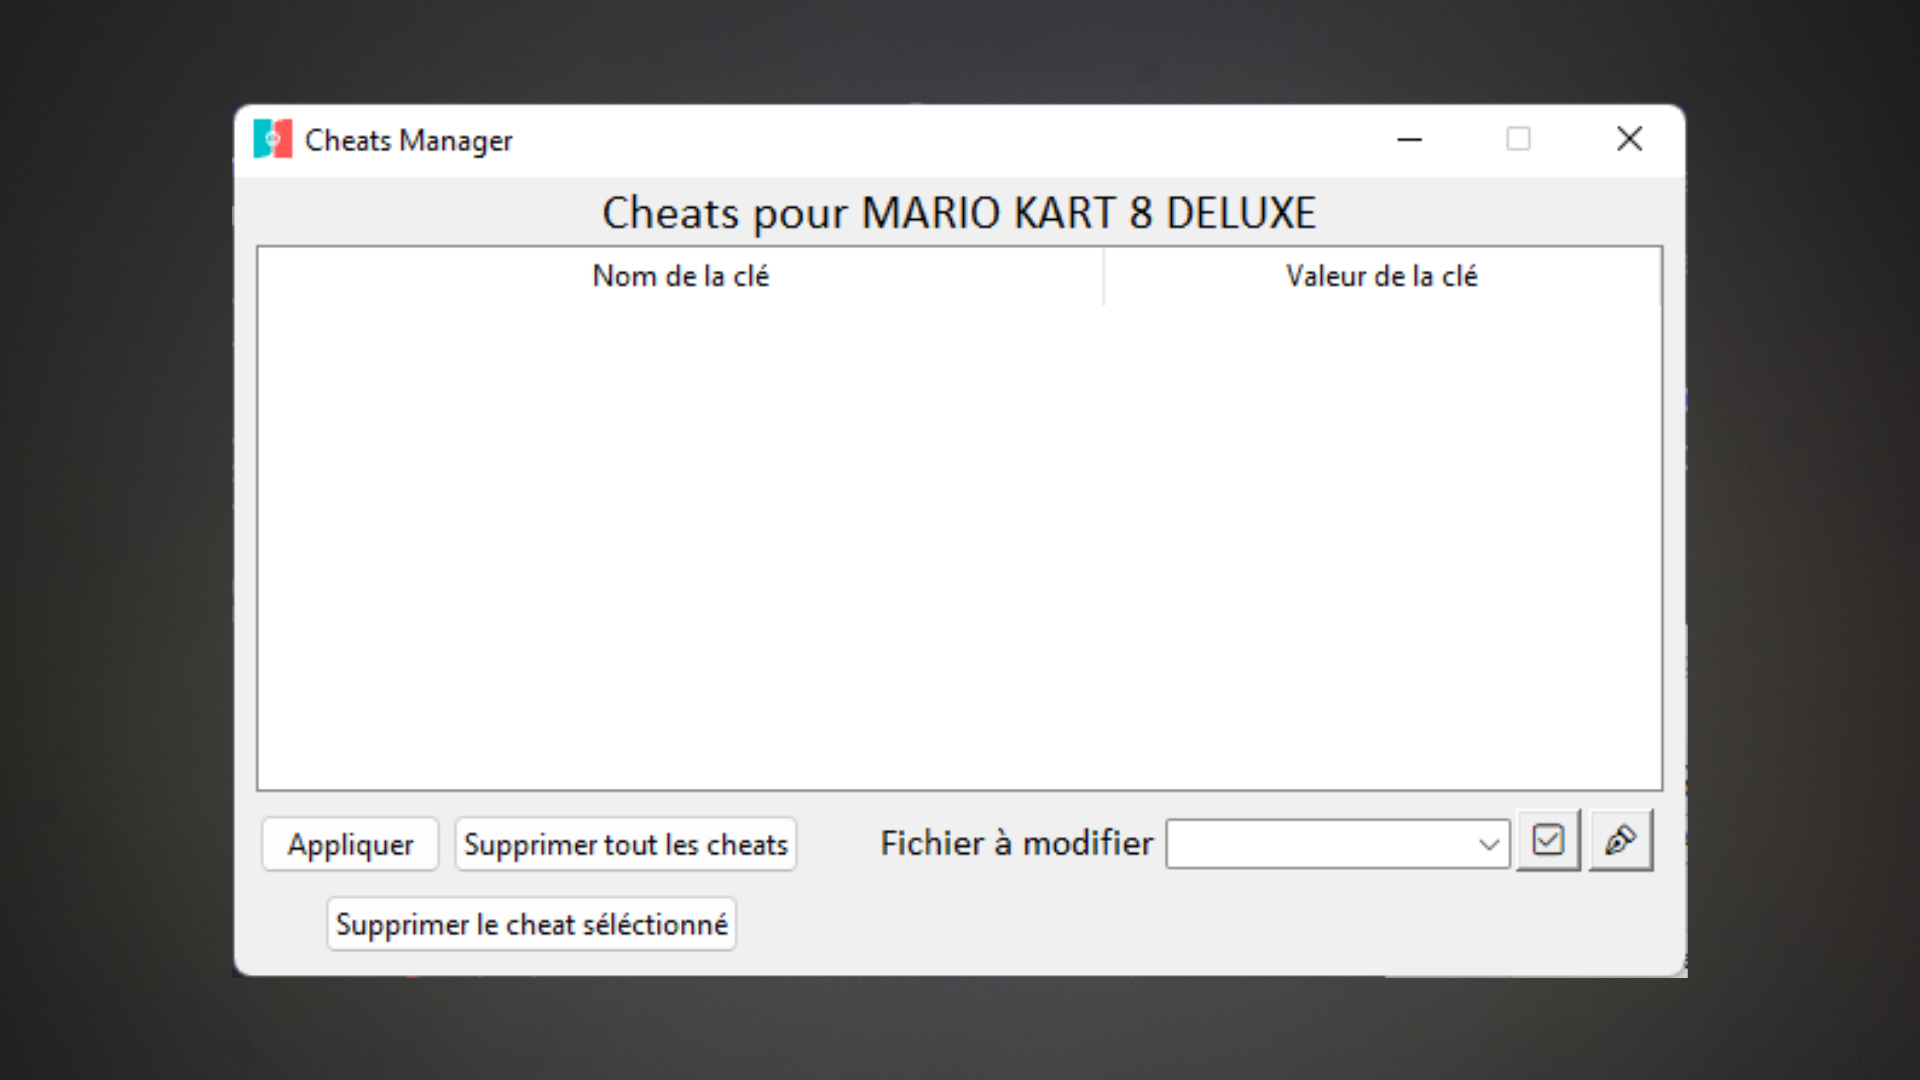 Cheats Manager
Cheats pour MARIO KART 8 DELUXE
Nom de la clé Valeur de la clé
Appliquer Supprimer tout les cheats Fichier à modifier
Supprimer le cheat séléctionné